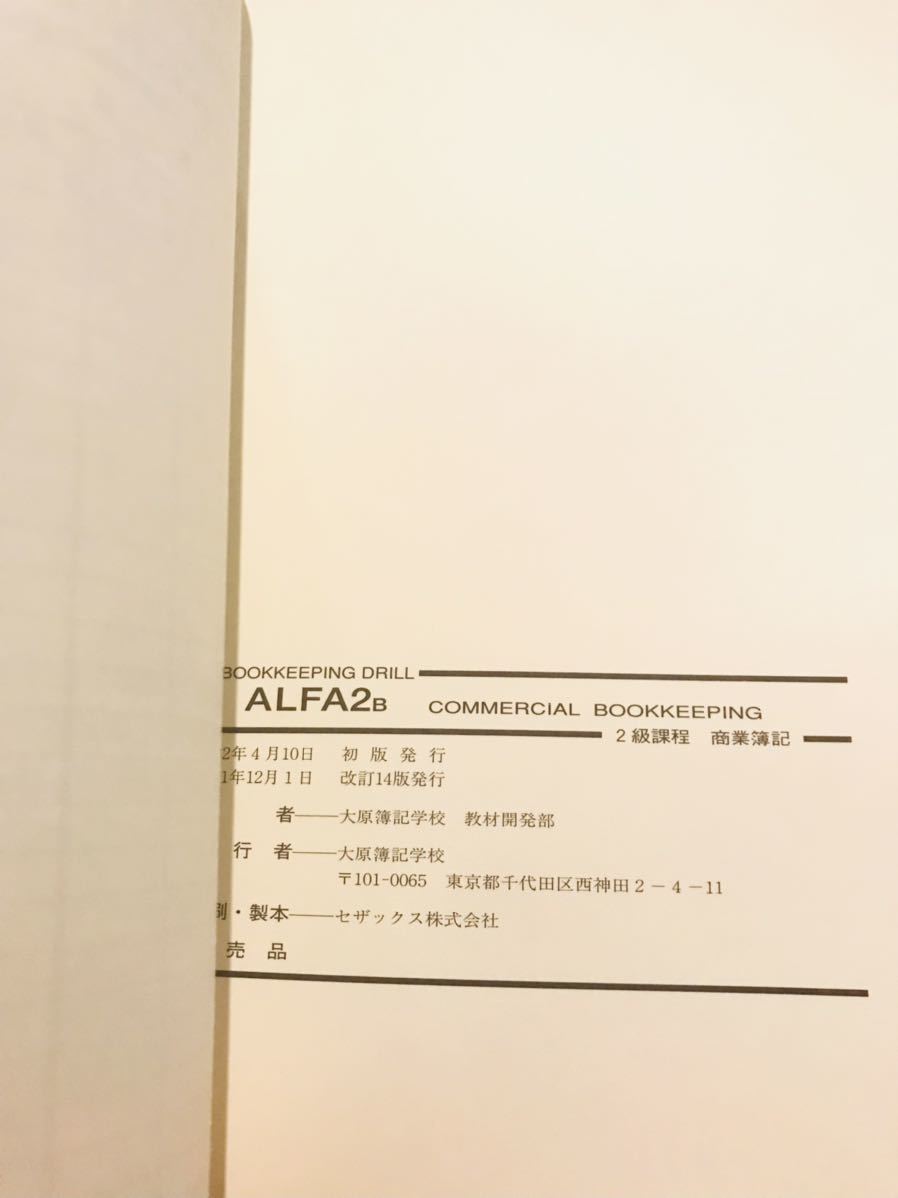 BOOKKEEPING DRILL
ALFA2B COMMERCIAL BOOKKEEPING
2級課程 商業簿記
2年4月10日 初版発行
1年12月1日 改訂14版発行
者──大原簿記学校 教材開発部
行者──大原簿記学校
〒101-0065 東京都千代田区西神田2-4-11
刷・製本──セザックス株式会社
売品